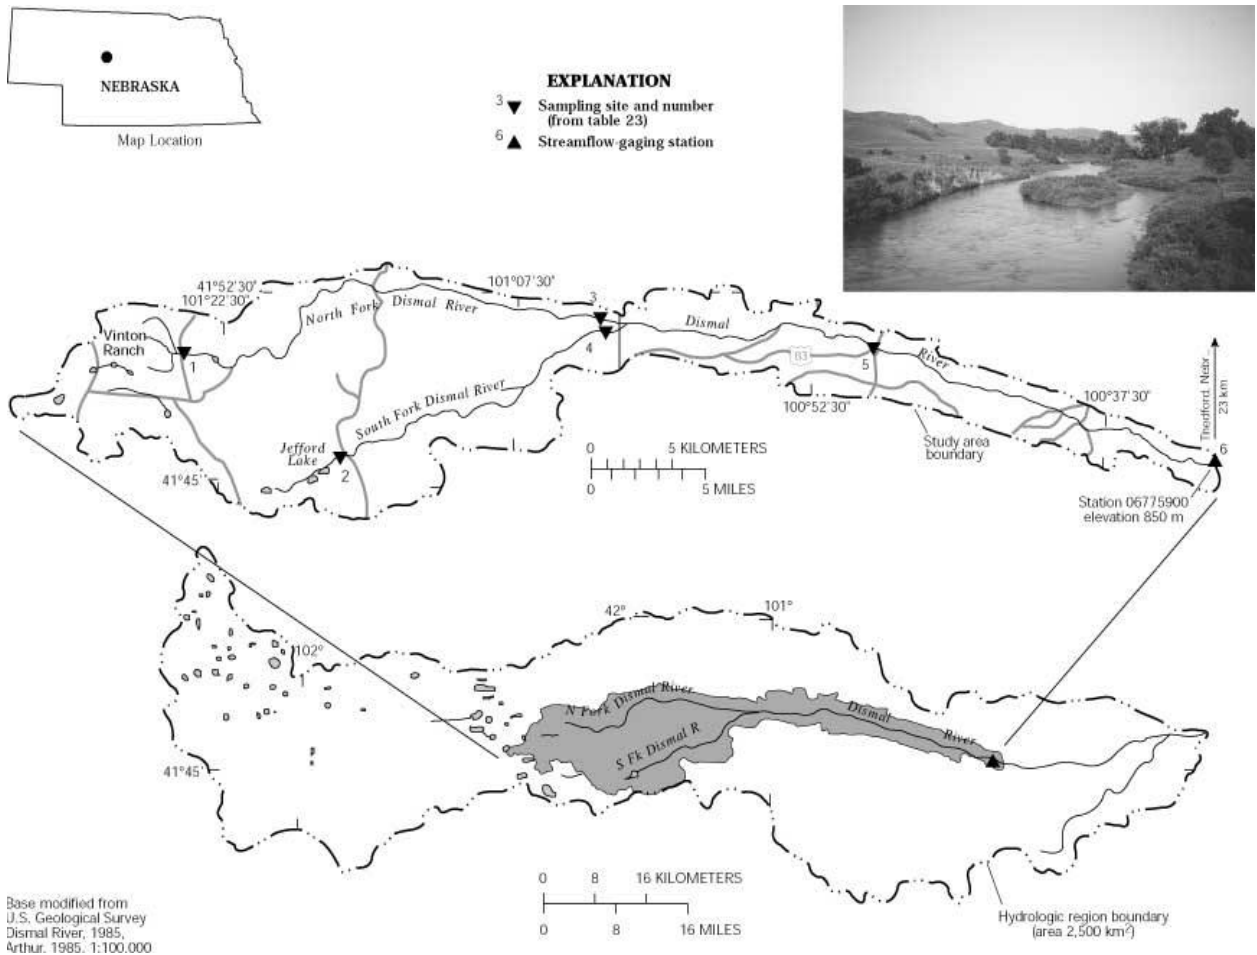 NEBRASKA
Map Location
EXPLANATION
3 Sampling site and number
(from table 23)
6 Streamflow-gaging station
41°52'30"
101°22'30"
101°07'30"
North Fork Dismal River
Dismal
River
Vinton
Ranch
1
3
4
5
83
South Fork Dismal River
Jefford
Lake
2
41°45'
100°52'30"
100°37'30"
Study area
boundary
Thedford, Nebr
23 km
6
Station 06775900
elevation 850 m
0 5 KILOMETERS
0 5 MILES
42°
101°
102°
1
N Fork Dismal River
S Fk Dismal R
Dismal
River
41°45'
0 8 16 KILOMETERS
0 8 16 MILES
Hydrologic region boundary
(area 2,500 km²)
Base modified from
U.S. Geological Survey
Dismal River, 1985,
Arthur, 1985, 1:100,000